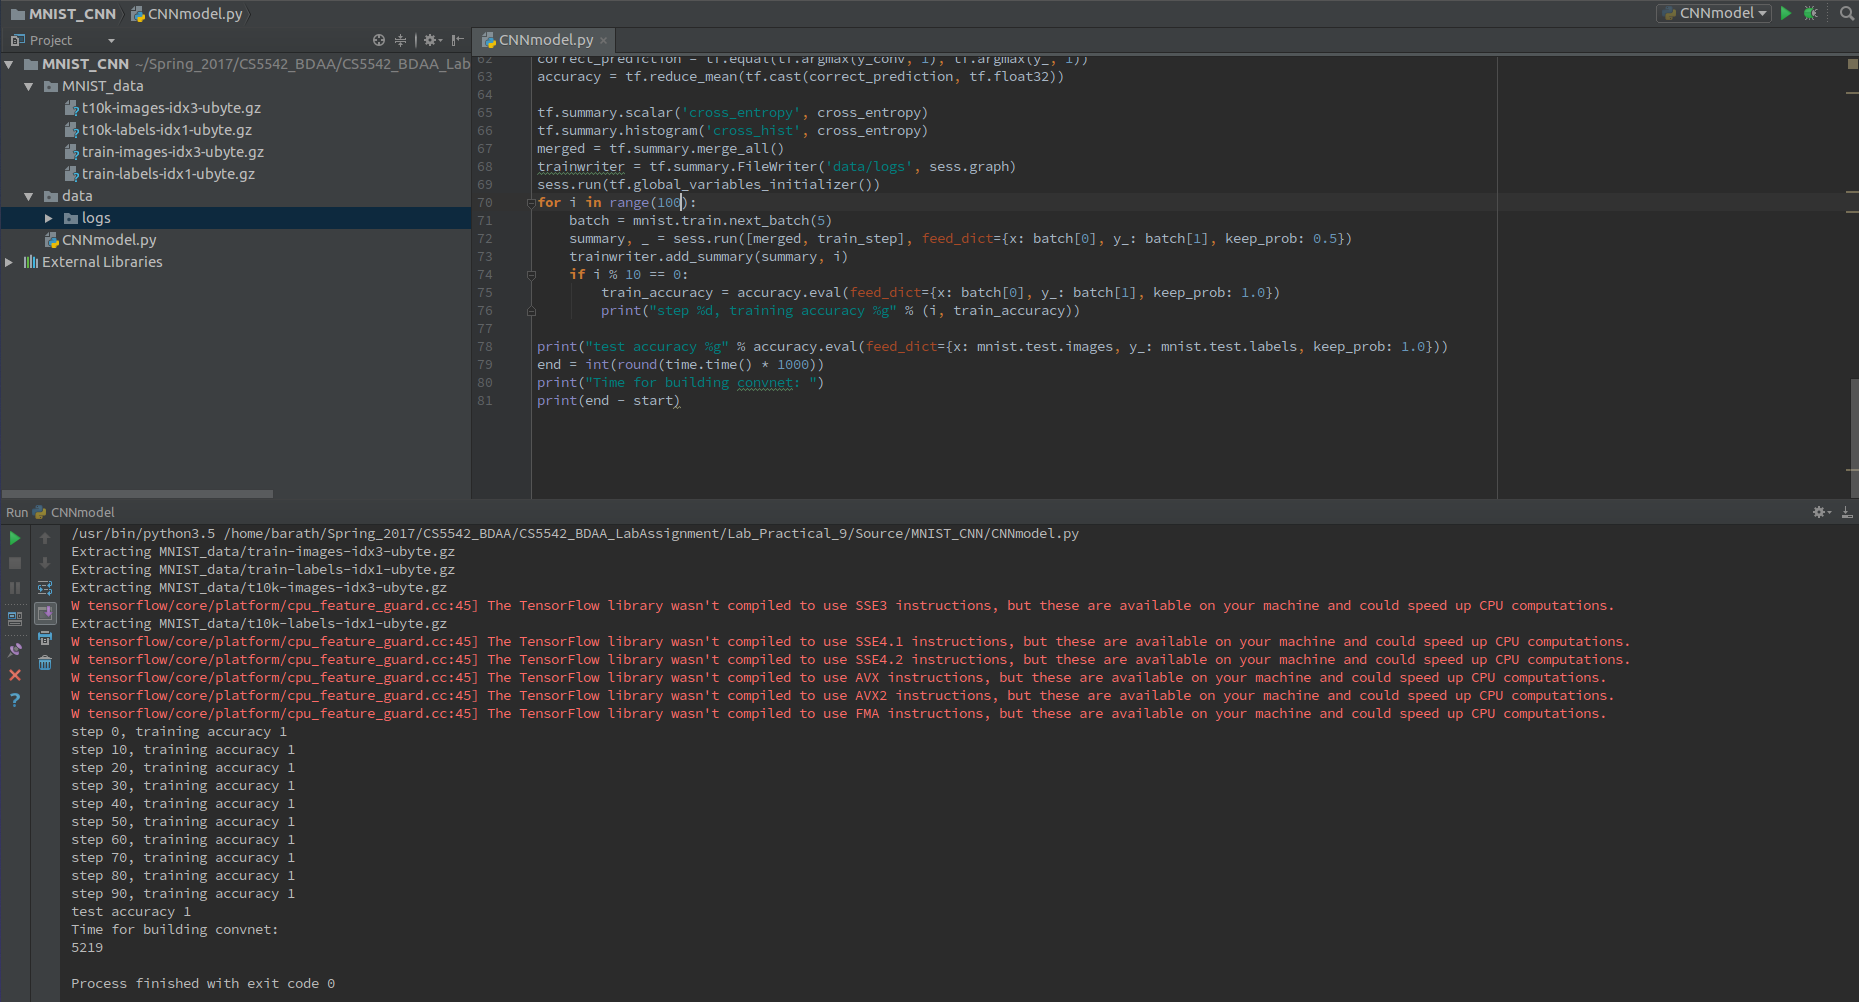 MNIST_CNN CNNmodel.py CNNmodel
Project CNNmodel.py
MNIST_CNN ~/Spring_2017/CS5542_BDAA/CS5542_BDAA_Lab
MNIST_data
t10k-images-idx3-ubyte.gz
t10k-labels-idx1-ubyte.gz
train-images-idx3-ubyte.gz
train-labels-idx1-ubyte.gz
data
logs
CNNmodel.py
External Libraries
62 correct_prediction = tf.equal(tf.argmax(y_conv, 1), tf.argmax(y_, 1))
63 accuracy = tf.reduce_mean(tf.cast(correct_prediction, tf.float32))
64
65 tf.summary.scalar('cross_entropy', cross_entropy)
66 tf.summary.histogram('cross_hist', cross_entropy)
67 merged = tf.summary.merge_all()
68 trainwriter = tf.summary.FileWriter('data/logs', sess.graph)
69 sess.run(tf.global_variables_initializer())
70 for i in range(100):
71 batch = mnist.train.next_batch(5)
72 summary, _ = sess.run([merged, train_step], feed_dict={x: batch[0], y_: batch[1], keep_prob: 0.5})
73 trainwriter.add_summary(summary, i)
74 if i % 10 == 0:
75 train_accuracy = accuracy.eval(feed_dict={x: batch[0], y_: batch[1], keep_prob: 1.0})
76 print("step %d, training accuracy %g" % (i, train_accuracy))
77
78 print("test accuracy %g" % accuracy.eval(feed_dict={x: mnist.test.images, y_: mnist.test.labels, keep_prob: 1.0}))
79 end = int(round(time.time() * 1000))
80 print("Time for building convnet: ")
81 print(end - start)
Run CNNmodel
/usr/bin/python3.5 /home/barath/Spring_2017/CS5542_BDAA/CS5542_BDAA_LabAssignment/Lab_Practical_9/Source/MNIST_CNN/CNNmodel.py
Extracting MNIST_data/train-images-idx3-ubyte.gz
Extracting MNIST_data/train-labels-idx1-ubyte.gz
Extracting MNIST_data/t10k-images-idx3-ubyte.gz
W tensorflow/core/platform/cpu_feature_guard.cc:45] The TensorFlow library wasn't compiled to use SSE3 instructions, but these are available on your machine and could speed up CPU computations.
Extracting MNIST_data/t10k-labels-idx1-ubyte.gz
W tensorflow/core/platform/cpu_feature_guard.cc:45] The TensorFlow library wasn't compiled to use SSE4.1 instructions, but these are available on your machine and could speed up CPU computations.
W tensorflow/core/platform/cpu_feature_guard.cc:45] The TensorFlow library wasn't compiled to use SSE4.2 instructions, but these are available on your machine and could speed up CPU computations.
W tensorflow/core/platform/cpu_feature_guard.cc:45] The TensorFlow library wasn't compiled to use AVX instructions, but these are available on your machine and could speed up CPU computations.
W tensorflow/core/platform/cpu_feature_guard.cc:45] The TensorFlow library wasn't compiled to use AVX2 instructions, but these are available on your machine and could speed up CPU computations.
W tensorflow/core/platform/cpu_feature_guard.cc:45] The TensorFlow library wasn't compiled to use FMA instructions, but these are available on your machine and could speed up CPU computations.
step 0, training accuracy 1
step 10, training accuracy 1
step 20, training accuracy 1
step 30, training accuracy 1
step 40, training accuracy 1
step 50, training accuracy 1
step 60, training accuracy 1
step 70, training accuracy 1
step 80, training accuracy 1
step 90, training accuracy 1
test accuracy 1
Time for building convnet:
5219
Process finished with exit code 0